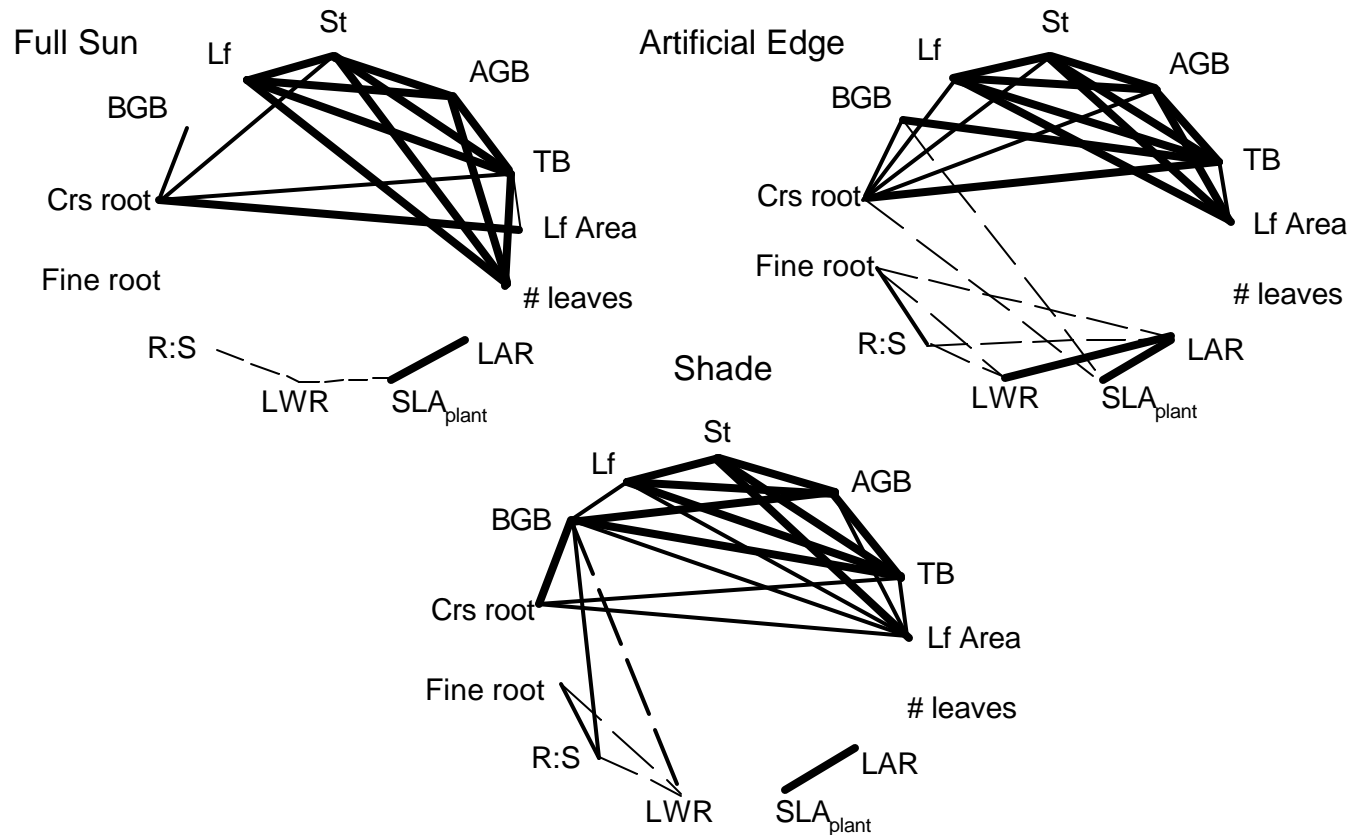 Full Sun
St
Lf
AGB
BGB
TB
Crs root
Lf Area
Fine root
# leaves
R:S
LAR
LWR
SLAplant
Artificial Edge
St
Lf
AGB
BGB
TB
Crs root
Lf Area
Fine root
# leaves
R:S
LAR
LWR
SLAplant
Shade
St
Lf
AGB
BGB
TB
Crs root
Lf Area
Fine root
# leaves
R:S
LAR
LWR
SLAplant